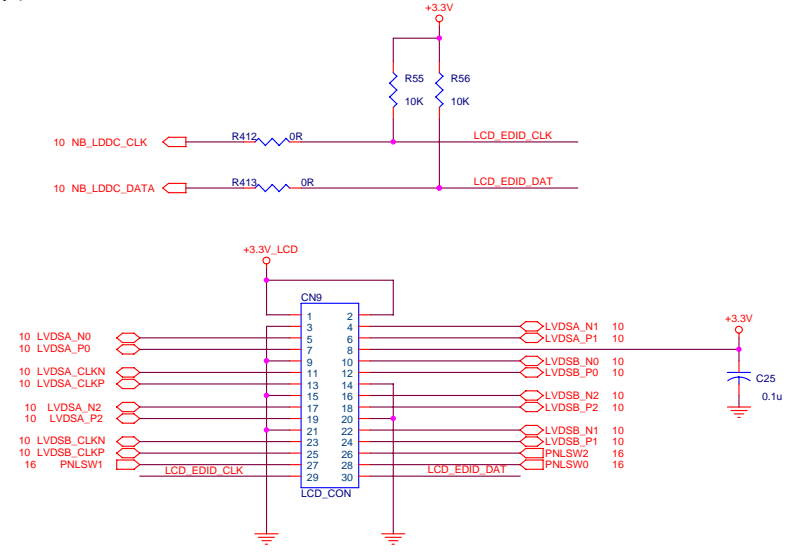 +3.3V
R55 R56
10K 10K
10 NB_LDDC_CLK R412 0R LCD_EDID_CLK
10 NB_LDDC_DATA R413 0R LCD_EDID_DAT
+3.3V_LCD
CN9
1 2
3 4 LVDSA_N1 10
10 LVDSA_N0 5 6 LVDSA_P1 10
10 LVDSA_P0 7 8
9 10 LVDSB_N0 10
10 LVDSA_CLKN 11 12 LVDSB_P0 10
10 LVDSA_CLKP 13 14
15 16 LVDSB_N2 10
10 LVDSA_N2 17 18 LVDSB_P2 10
10 LVDSA_P2 19 20
21 22 LVDSB_N1 10
10 LVDSB_CLKN 23 24 LVDSB_P1 10
10 LVDSB_CLKP 25 26 PNLSW2 16
16 PNLSW1 27 28 PNLSW0 16
LCD_EDID_CLK 29 30 LCD_EDID_DAT
LCD_CON
+3.3V
C25
0.1u